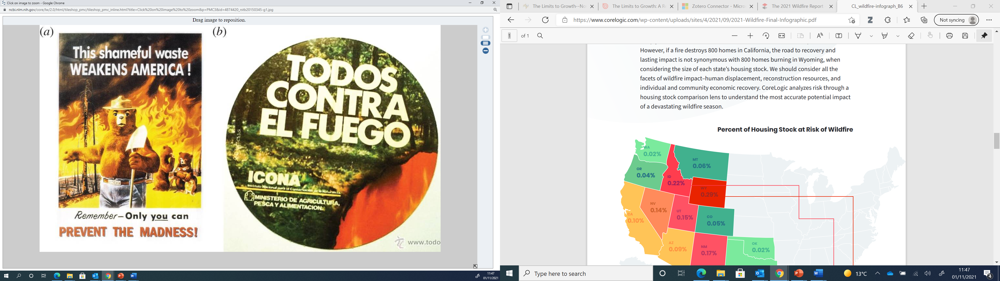 Click on image to zoom - Google Chrome
ncbi.nlm.nih.gov/core/lw/2.0/html/tileshop_pmc/tileshop_pmc_inline.html?title=Click%20on%20image%20to%20zoom&p=PMC3&id=4874420_rstb20150345-g1.jpg
Drag image to reposition.
(a)
This shameful waste
WEAKENS AMERICA!
SMOKEY
Remember—Only you can
PREVENT THE MADNESS!
(b)
TODOS
CONTRA
EL FUEGO
ICONA
Instituto Nacional para la Conservación de la Naturaleza
MINISTERIO DE AGRICULTURA,
PESCA Y ALIMENTACION.
www.todo
11:47
01/11/2021
The Limits to Growth--No
The Limits to Growth: A R
Zotero Connector - Micro
The 2021 Wildfire Report
CL_wildfire-infograph_B6
https://www.corelogic.com/wp-content/uploads/sites/4/2021/09/2021-Wildfire-Final-Infographic.pdf
Not syncing
1 of 1
However, if a fire destroys 800 homes in California, the road to recovery and
lasting impact is not synonymous with 800 homes burning in Wyoming, when
considering the size of each state's housing stock. We should consider all the
facets of wildfire impact–human displacement, reconstruction resources, and
individual and community economic recovery. CoreLogic analyzes risk through a
housing stock comparison lens to understand the most accurate potential impact
of a devastating wildfire season.
Percent of Housing Stock at Risk of Wildfire
WA
0.02%
MT
0.06%
OR
0.04%
ID
0.22%
WY
0.29%
NV
0.14%
UT
0.15%
CA
0.10%
CO
0.05%
AZ
0.09%
NM
0.17%
OK
0.02%
Type here to search
13°C
11:47
01/11/2021
4